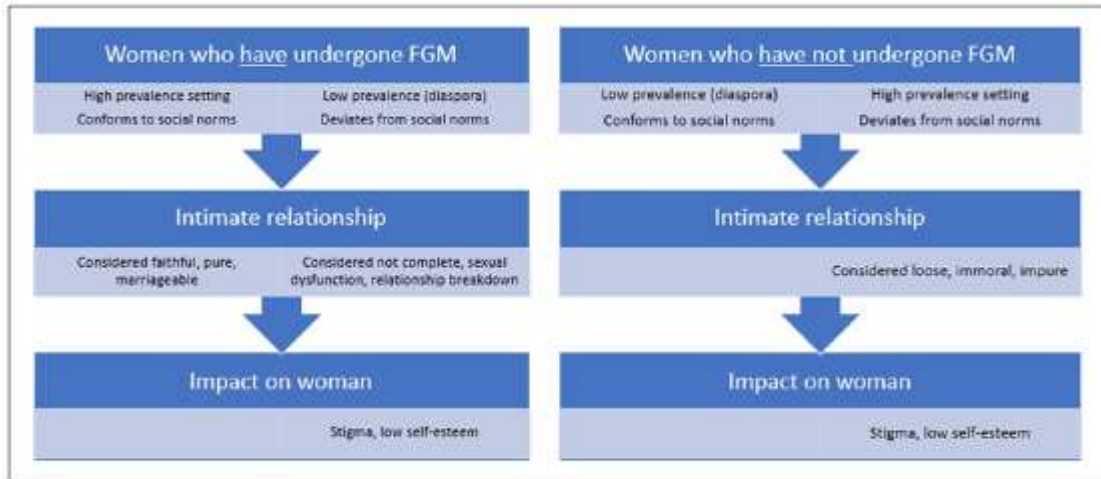 Women who have undergone FGM
High prevalence setting
Conforms to social norms
Low prevalence (diaspora)
Deviates from social norms
Intimate relationship
Considered faithful, pure,
marriageable
Considered not complete, sexual
dysfunction, relationship breakdown
Impact on woman
Stigma, low self-esteem
Women who have not undergone FGM
Low prevalence (diaspora)
Conforms to social norms
High prevalence setting
Deviates from social norms
Intimate relationship
Considered loose, immoral, impure
Impact on woman
Stigma, low self-esteem